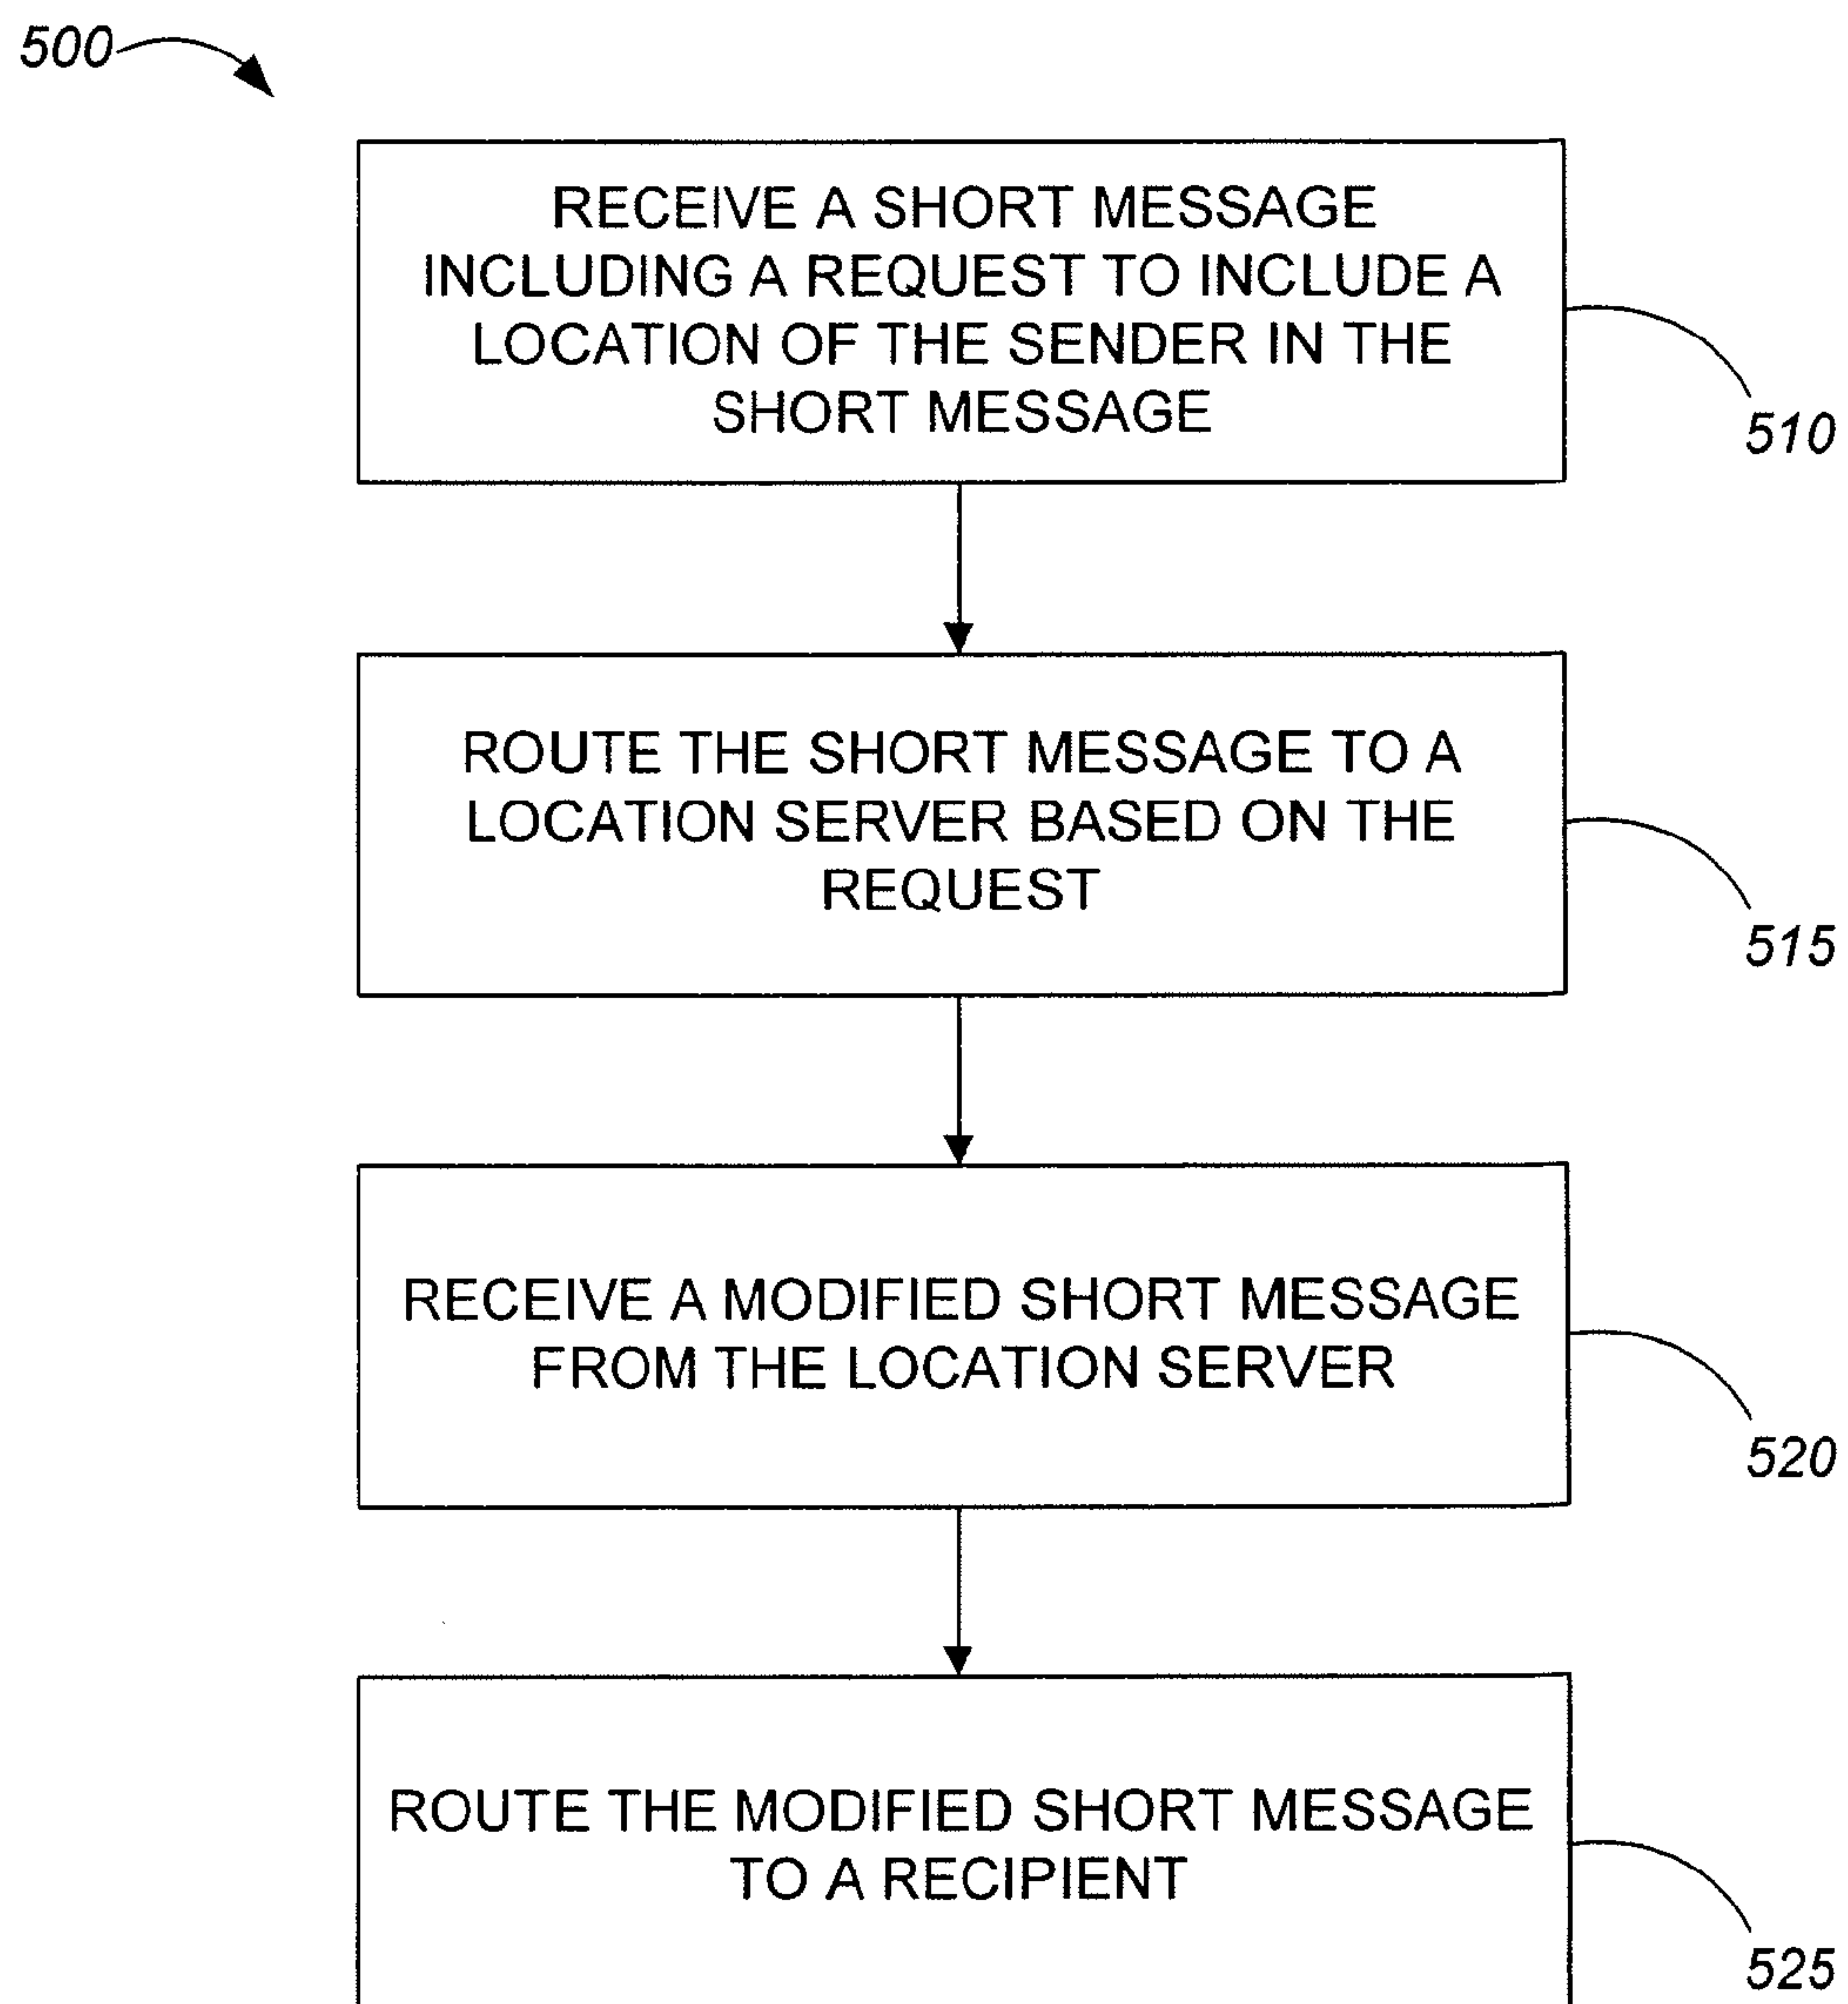 500
RECEIVE A SHORT MESSAGE
INCLUDING A REQUEST TO INCLUDE A
LOCATION OF THE SENDER IN THE
SHORT MESSAGE
510
ROUTE THE SHORT MESSAGE TO A
LOCATION SERVER BASED ON THE
REQUEST
515
RECEIVE A MODIFIED SHORT MESSAGE
FROM THE LOCATION SERVER
520
ROUTE THE MODIFIED SHORT MESSAGE
TO A RECIPIENT
525